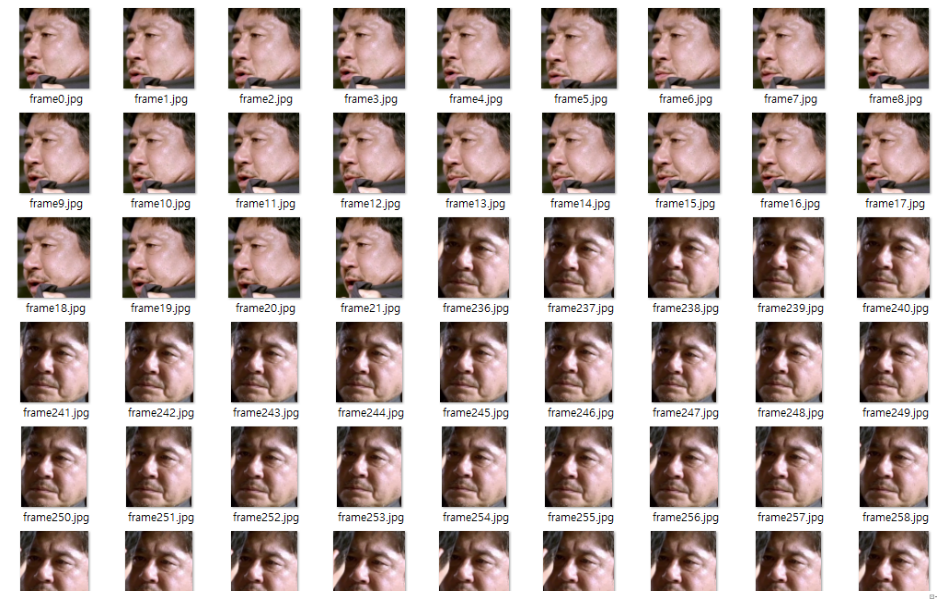 frame0.jpg frame1.jpg frame2.jpg frame3.jpg frame4.jpg frame5.jpg frame6.jpg frame7.jpg frame8.jpg
frame9.jpg frame10.jpg frame11.jpg frame12.jpg frame13.jpg frame14.jpg frame15.jpg frame16.jpg frame17.jpg
frame18.jpg frame19.jpg frame20.jpg frame21.jpg frame236.jpg frame237.jpg frame238.jpg frame239.jpg frame240.jpg
frame241.jpg frame242.jpg frame243.jpg frame244.jpg frame245.jpg frame246.jpg frame247.jpg frame248.jpg frame249.jpg
frame250.jpg frame251.jpg frame252.jpg frame253.jpg frame254.jpg frame255.jpg frame256.jpg frame257.jpg frame258.jpg